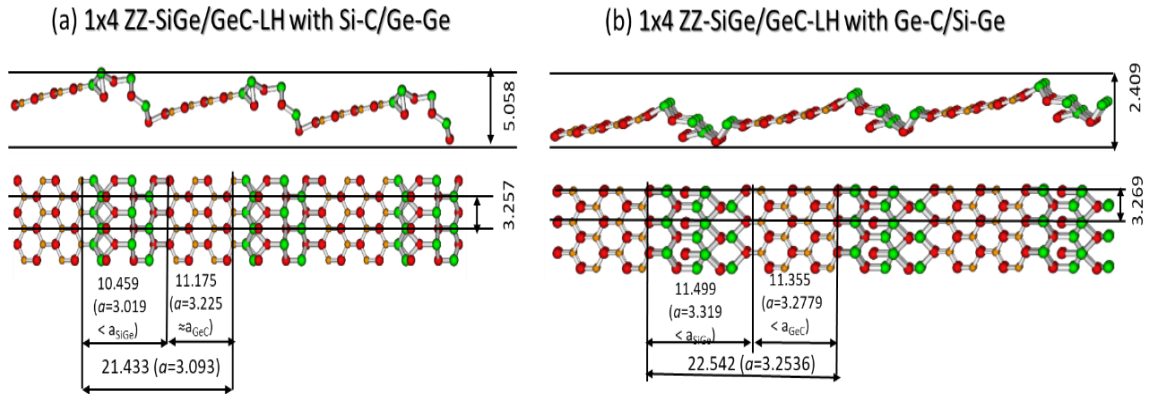 (a) 1x4 ZZ-SiGe/GeC-LH with Si-C/Ge-Ge
5.058
3.257
10.459
(a=3.019
< aSiGe)
11.175
(a=3.225
≈aGeC)
21.433 (a=3.093)
(b) 1x4 ZZ-SiGe/GeC-LH with Ge-C/Si-Ge
2.409
3.269
11.499
(a=3.319
< aSiGe)
11.355
(a=3.2779
< aGeC)
22.542 (a=3.2536)